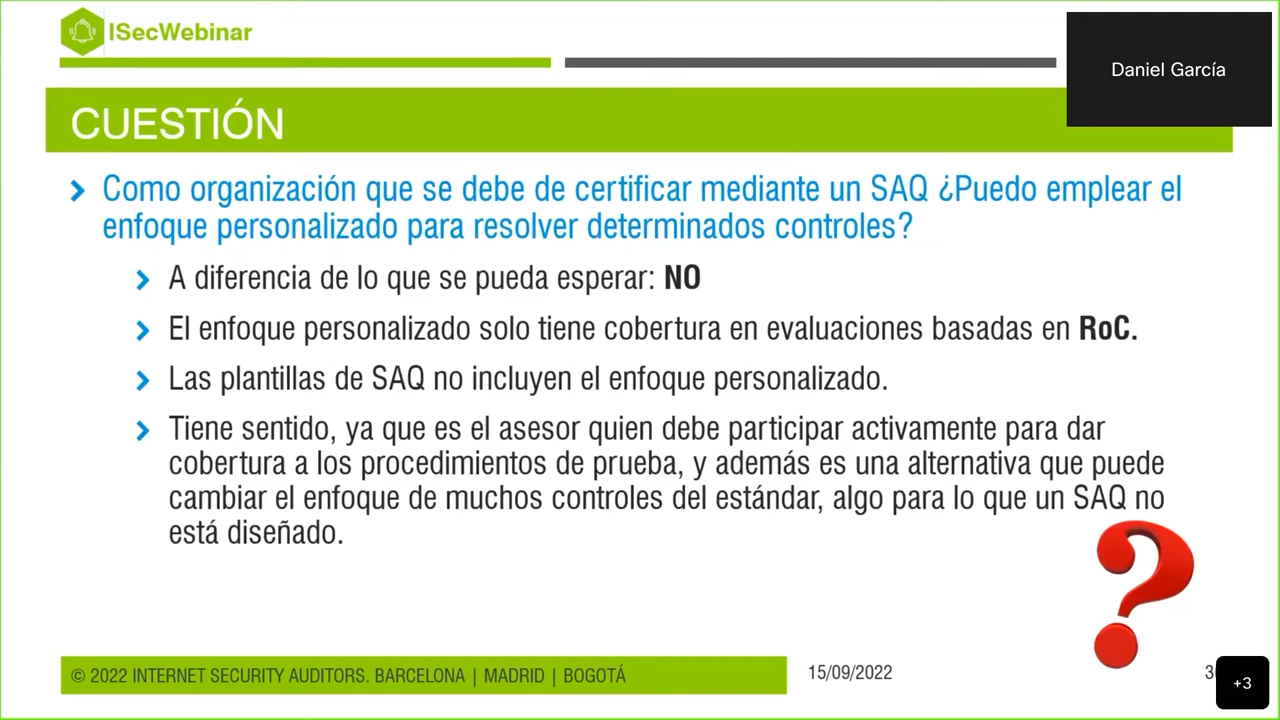 ISecWebinar
Daniel García
CUESTIÓN
Como organización que se debe de certificar mediante un SAQ ¿Puedo emplear el
enfoque personalizado para resolver determinados controles?
A diferencia de lo que se pueda esperar: NO
El enfoque personalizado solo tiene cobertura en evaluaciones basadas en RoC.
Las plantillas de SAQ no incluyen el enfoque personalizado.
Tiene sentido, ya que es el asesor quien debe participar activamente para dar
cobertura a los procedimientos de prueba, y además es una alternativa que puede
cambiar el enfoque de muchos controles del estándar, algo para lo que un SAQ no
está diseñado.
© 2022 INTERNET SECURITY AUDITORS. BARCELONA | MADRID | BOGOTÁ
15/09/2022
+3